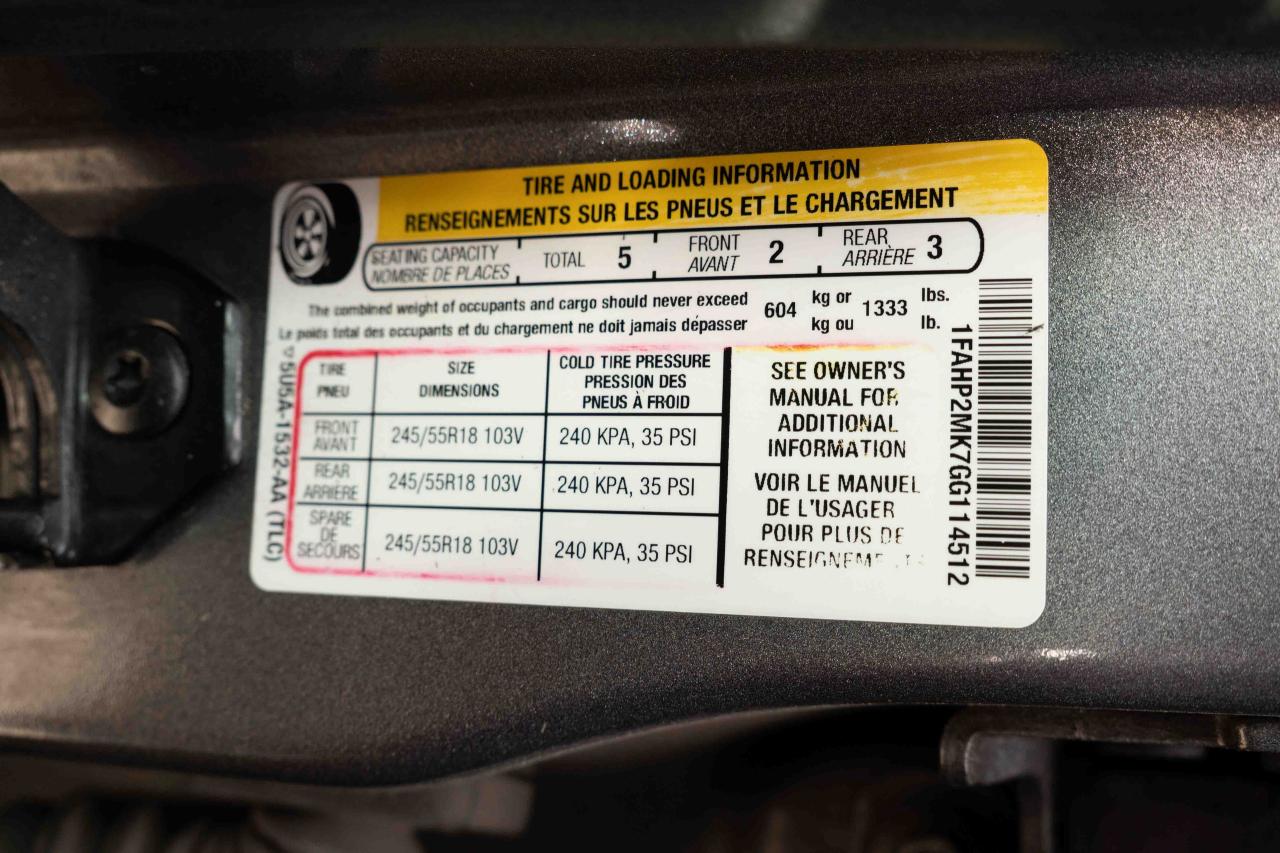 TIRE AND LOADING INFORMATION
RENSEIGNEMENTS SUR LES PNEUS ET LE CHARGEMENT
SEATING CAPACITY
NOMBRE DE PLACES
TOTAL 5
FRONT
AVANT
2
REAR
ARRIÈRE
3
The combined weight of occupants and cargo should never exceed
Le poids total des occupants et du chargement ne doit jamais dépasser
604
kg or
kg ou
1333
lbs.
lb.
5U5A-1532-AA (TLC)
TIRE
PNEU
SIZE
DIMENSIONS
COLD TIRE PRESSURE
PRESSION DES
PNEUS À FROID
FRONT
AVANT
245/55R18 103V
240 KPA, 35 PSI
REAR
ARRIÈRE
245/55R18 103V
240 KPA, 35 PSI
SPARE
DE
SECOURS
245/55R18 103V
240 KPA, 35 PSI
SEE OWNER'S
MANUAL FOR
ADDITIONAL
INFORMATION
VOIR LE MANUEL
DE L'USAGER
POUR PLUS DE
1FAHP2MK7GG114512